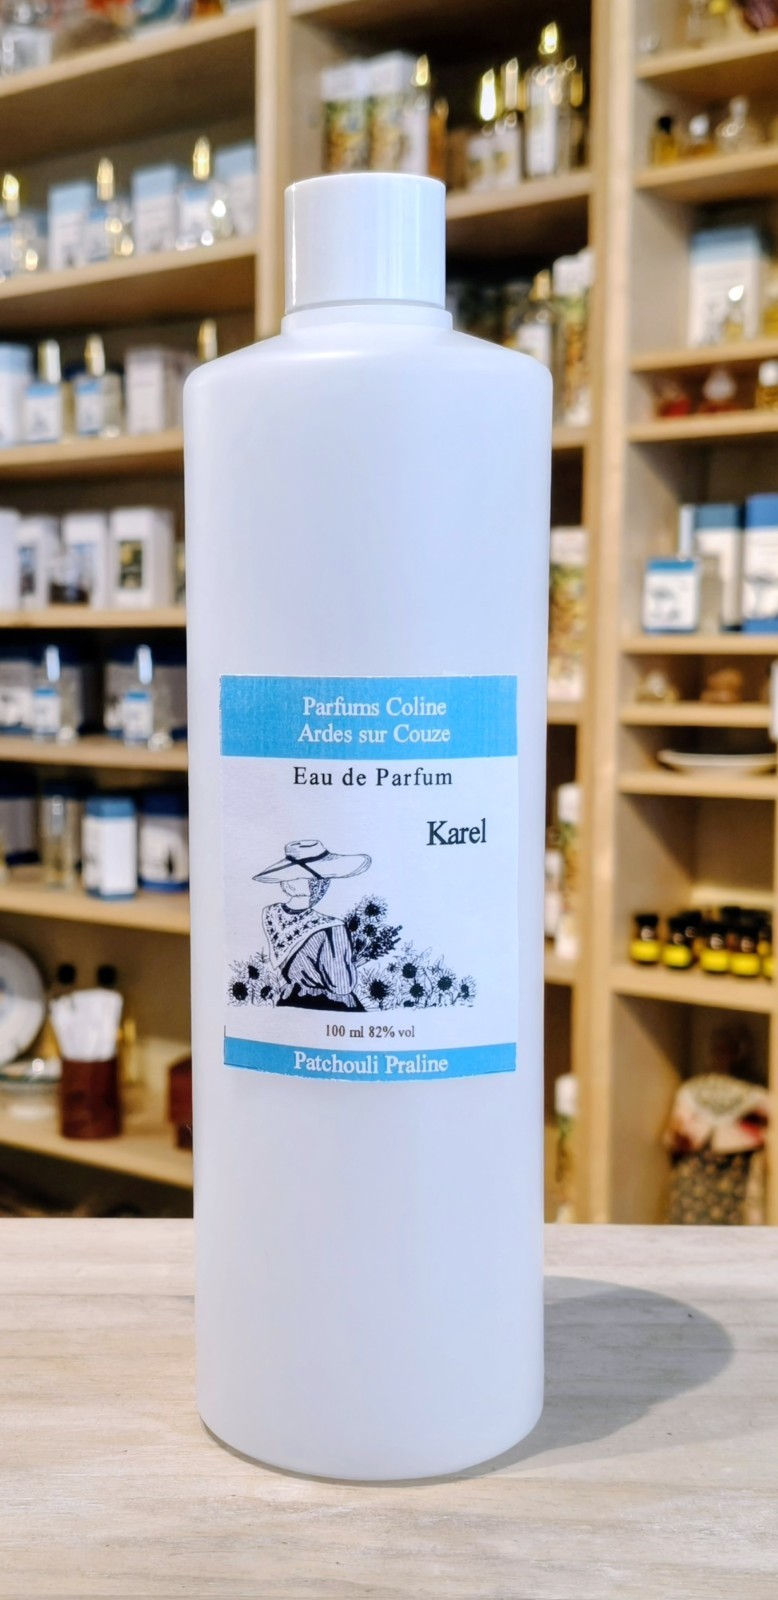 Parfums Coline
Ardes sur Couze
Eau de Parfum
Karel
100 ml 82% vol
Patchouli Praline